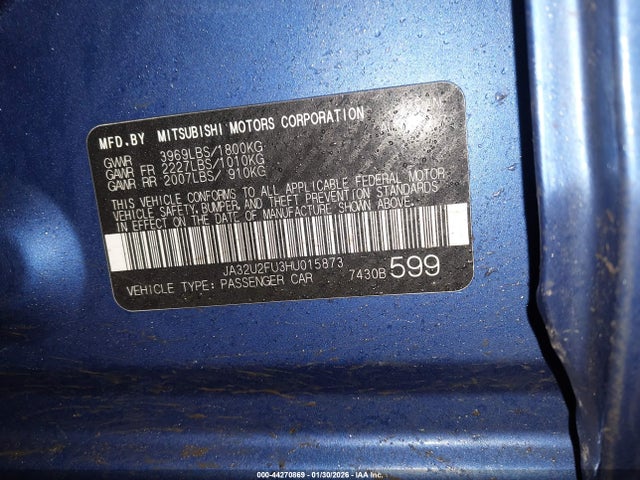 MFD.BY MITSUBISHI MOTORS CORPORATION
GVWR 3969LBS/1800KG
GAWR FR 2227LBS/1010KG
GAWR RR 2007LBS/ 910KG
THIS VEHICLE CONFORMS TO ALL APPLICABLE FEDERAL MOTOR
VEHICLE SAFETY, BUMPER, AND THEFT PREVENTION STANDARDS
IN EFFECT ON THE DATE OF MANUFACTURE SHOWN ABOVE.
JA32U2FU3HU015873
VEHICLE TYPE: PASSENGER CAR 7430B 599
000-44270869 - 01/30/2026 - IAA Inc.